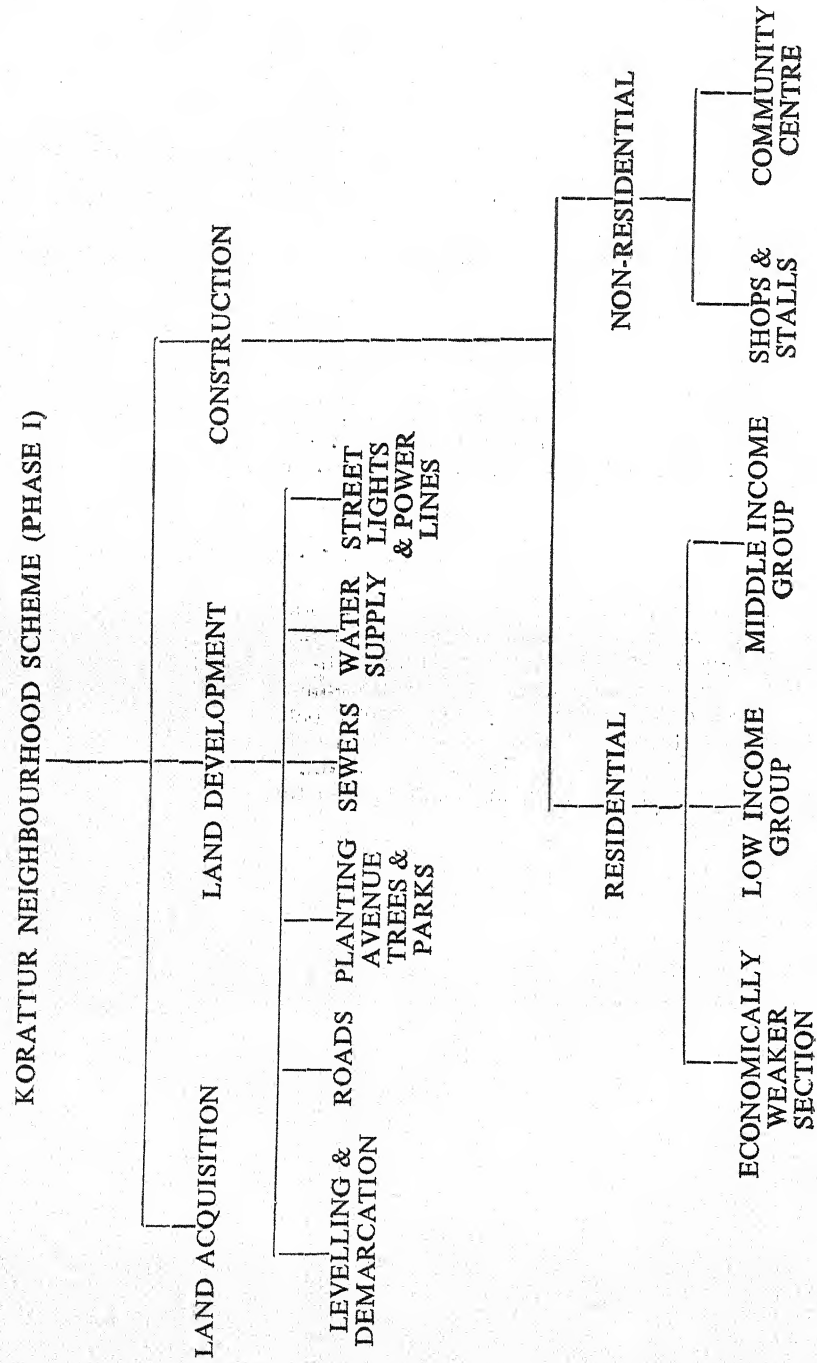 KORATTUR NEIGHBOURHOOD SCHEME (PHASE I)
LAND ACQUISITION
LAND DEVELOPMENT
CONSTRUCTION
LEVELLING &
DEMARCATION
ROADS
PLANTING
AVENUE
TREES &
PARKS
SEWERS
WATER
SUPPLY
STREET
LIGHTS
& POWER
LINES
RESIDENTIAL
NON-RESIDENTIAL
ECONOMICALLY
WEAKER
SECTION
LOW INCOME
GROUP
MIDDLE INCOME
GROUP
SHOPS &
STALLS
COMMUNITY
CENTRE